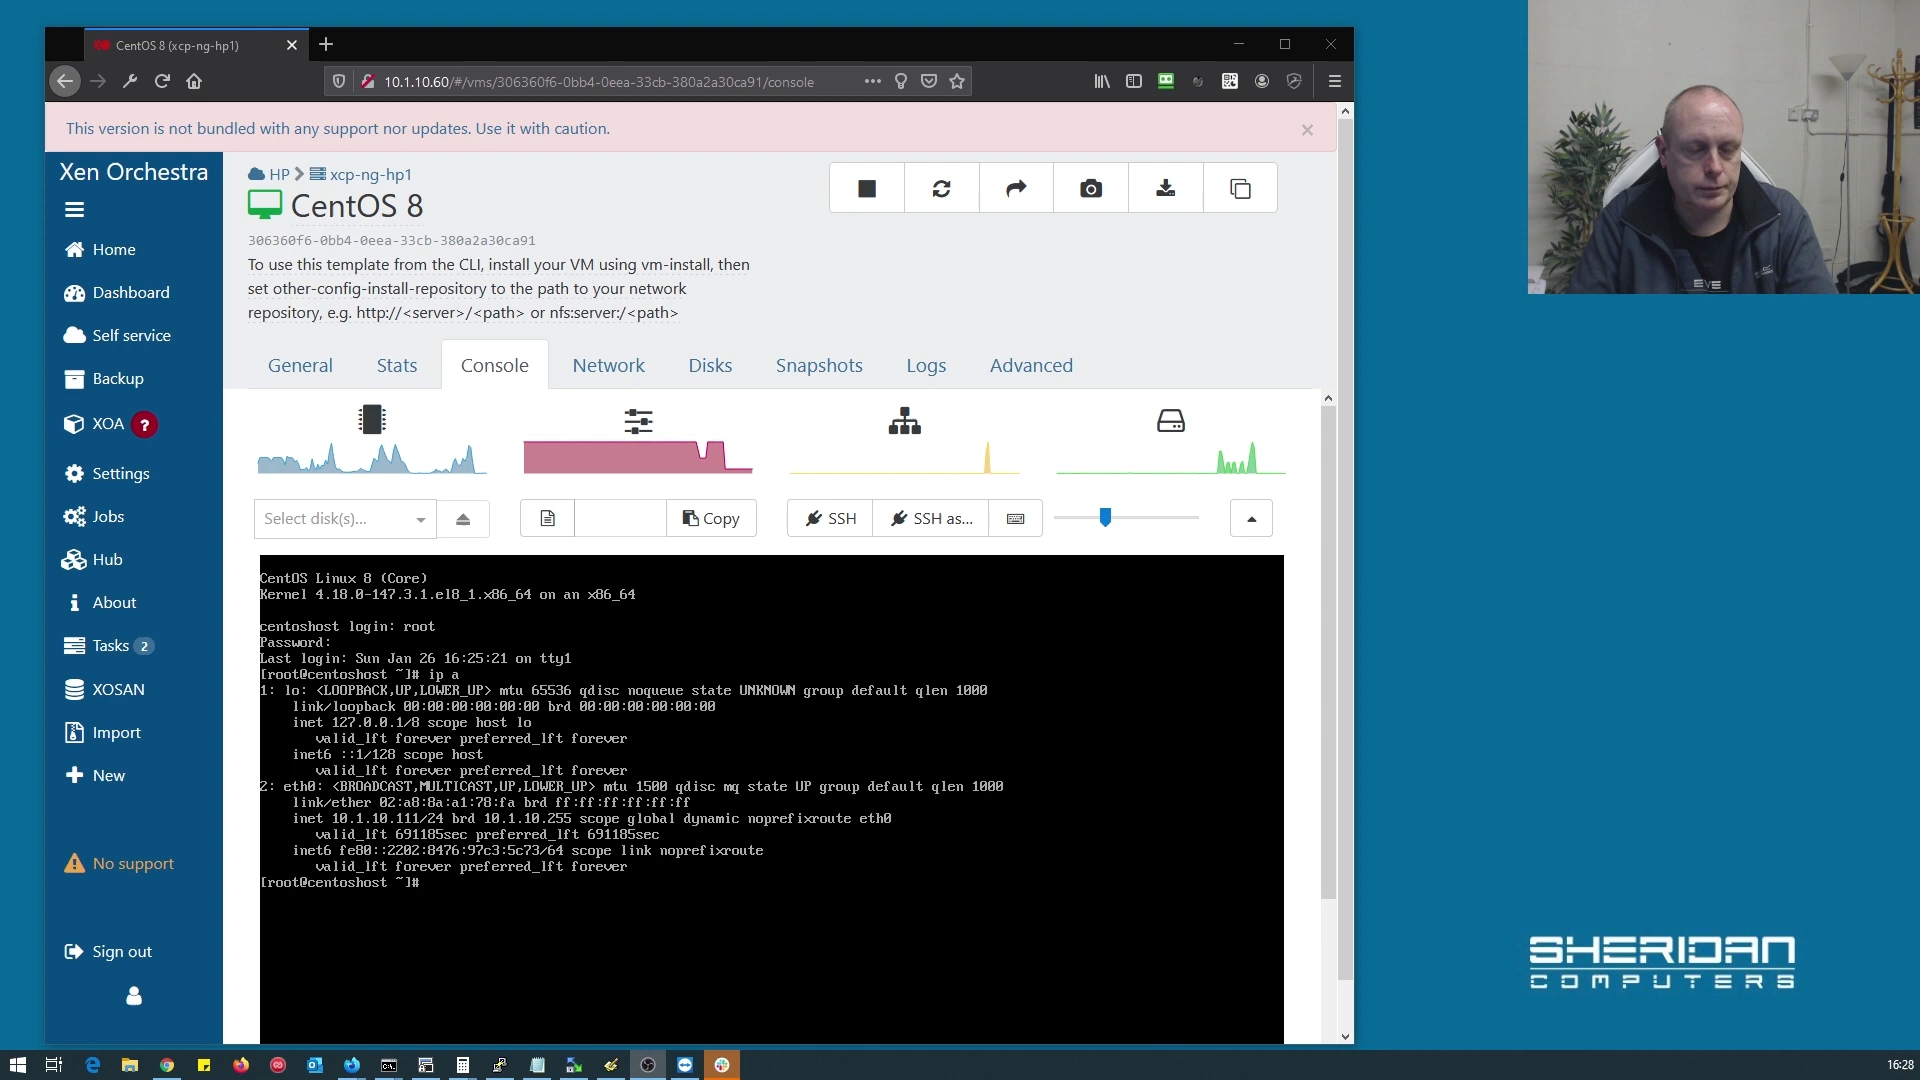 CentOS 8 (xcp-ng-hp1)
10.1.10.60/#/vms/306360f6-0bb4-0eea-33cb-380a2a30ca91/console
This version is not bundled with any support nor updates. Use it with caution.
Xen Orchestra
Home
Dashboard
Self service
Backup
XOA ?
Settings
Jobs
Hub
About
Tasks 2
XOSAN
Import
New
No support
Sign out
HP xcp-ng-hp1
CentOS 8
306360f6-0bb4-0eea-33cb-380a2a30ca91
To use this template from the CLI, install your VM using vm-install, then
set other-config-install-repository to the path to your network
repository, e.g. http://<server>/<path> or nfs:server:/<path>
General Stats Console Network Disks Snapshots Logs Advanced
Select disk(s)... Copy SSH SSH as...
CentOS Linux 8 (Core)
Kernel 4.18.0-147.3.1.el8_1.x86_64 on an x86_64
centoshost login: root
Password:
Last login: Sun Jan 26 16:25:21 on tty1
[root@centoshost ~]# ip a
1: lo: <LOOPBACK,UP,LOWER_UP> mtu 65536 qdisc noqueue state UNKNOWN group default qlen 1000
link/loopback 00:00:00:00:00:00 brd 00:00:00:00:00:00
inet 127.0.0.1/8 scope host lo
valid_lft forever preferred_lft forever
inet6 ::1/128 scope host
valid_lft forever preferred_lft forever
2: eth0: <BROADCAST,MULTICAST,UP,LOWER_UP> mtu 1500 qdisc mq state UP group default qlen 1000
link/ether 02:a8:8a:a1:78:fa brd ff:ff:ff:ff:ff:ff
inet 10.1.10.111/24 brd 10.1.10.255 scope global dynamic noprefixroute eth0
valid_lft 691185sec preferred_lft 691185sec
inet6 fe80::2202:8476:97c3:5c73/64 scope link noprefixroute
valid_lft forever preferred_lft forever
[root@centoshost ~]#
EVE
SHERIDAN
COMPUTERS
16:28